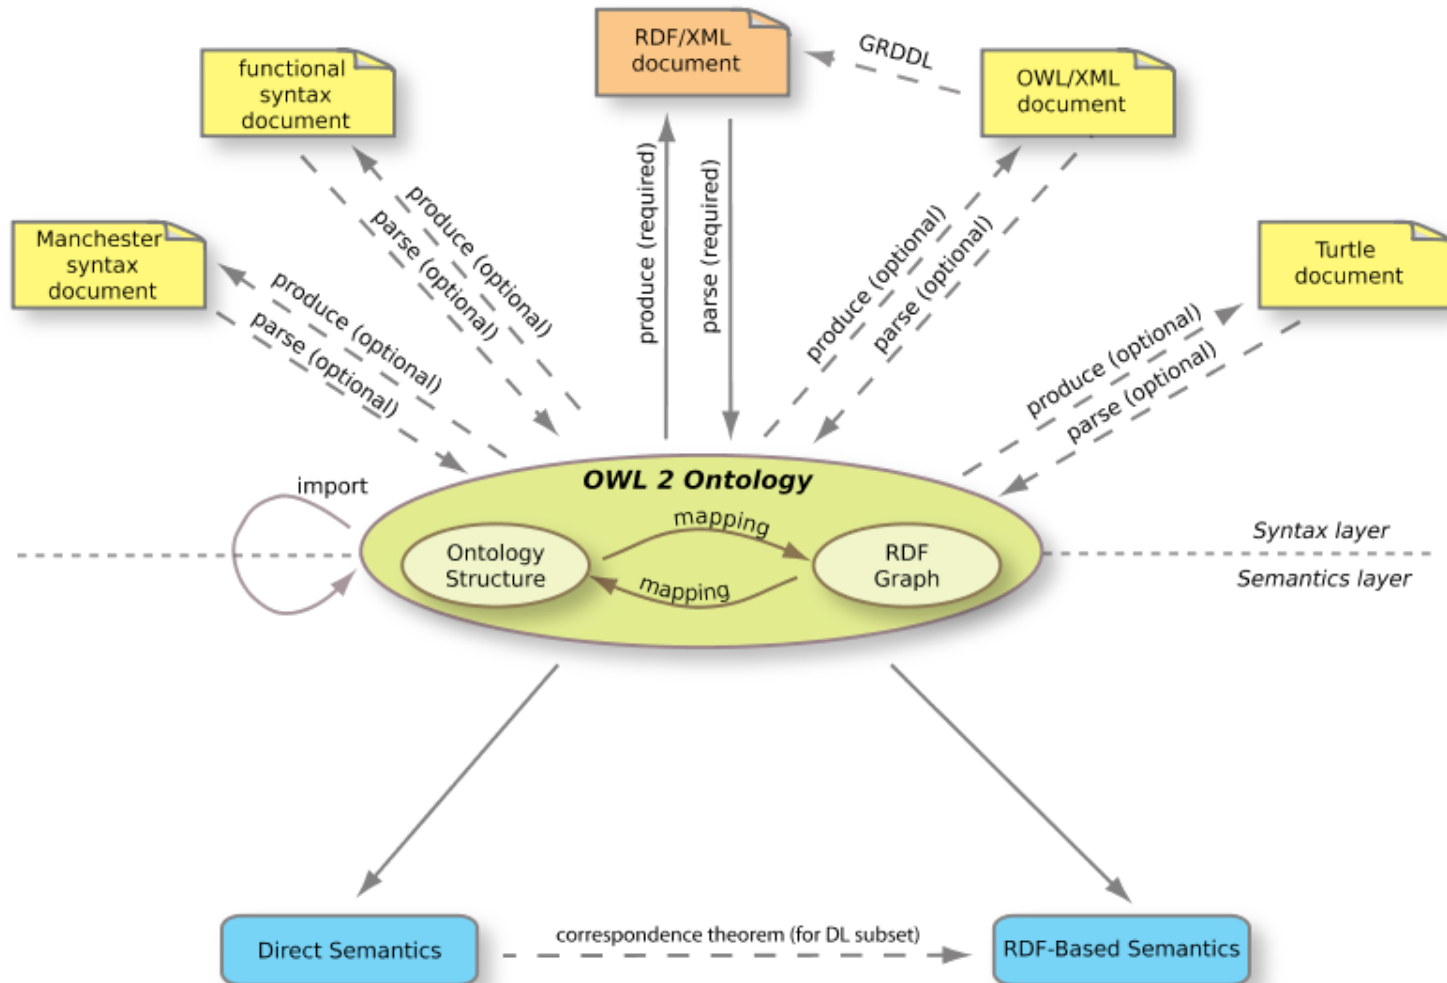 RDF/XML
document
GRDDL
functional
syntax
document
OWL/XML
document
Manchester
syntax
document
Turtle
document
produce (optional)
parse (optional)
produce (optional)
parse (optional)
produce (required)
parse (required)
produce (optional)
parse (optional)
produce (optional)
parse (optional)
import
OWL 2 Ontology
mapping
Ontology
Structure
RDF
Graph
mapping
Syntax layer
Semantics layer
Direct Semantics
correspondence theorem (for DL subset)
RDF-Based Semantics